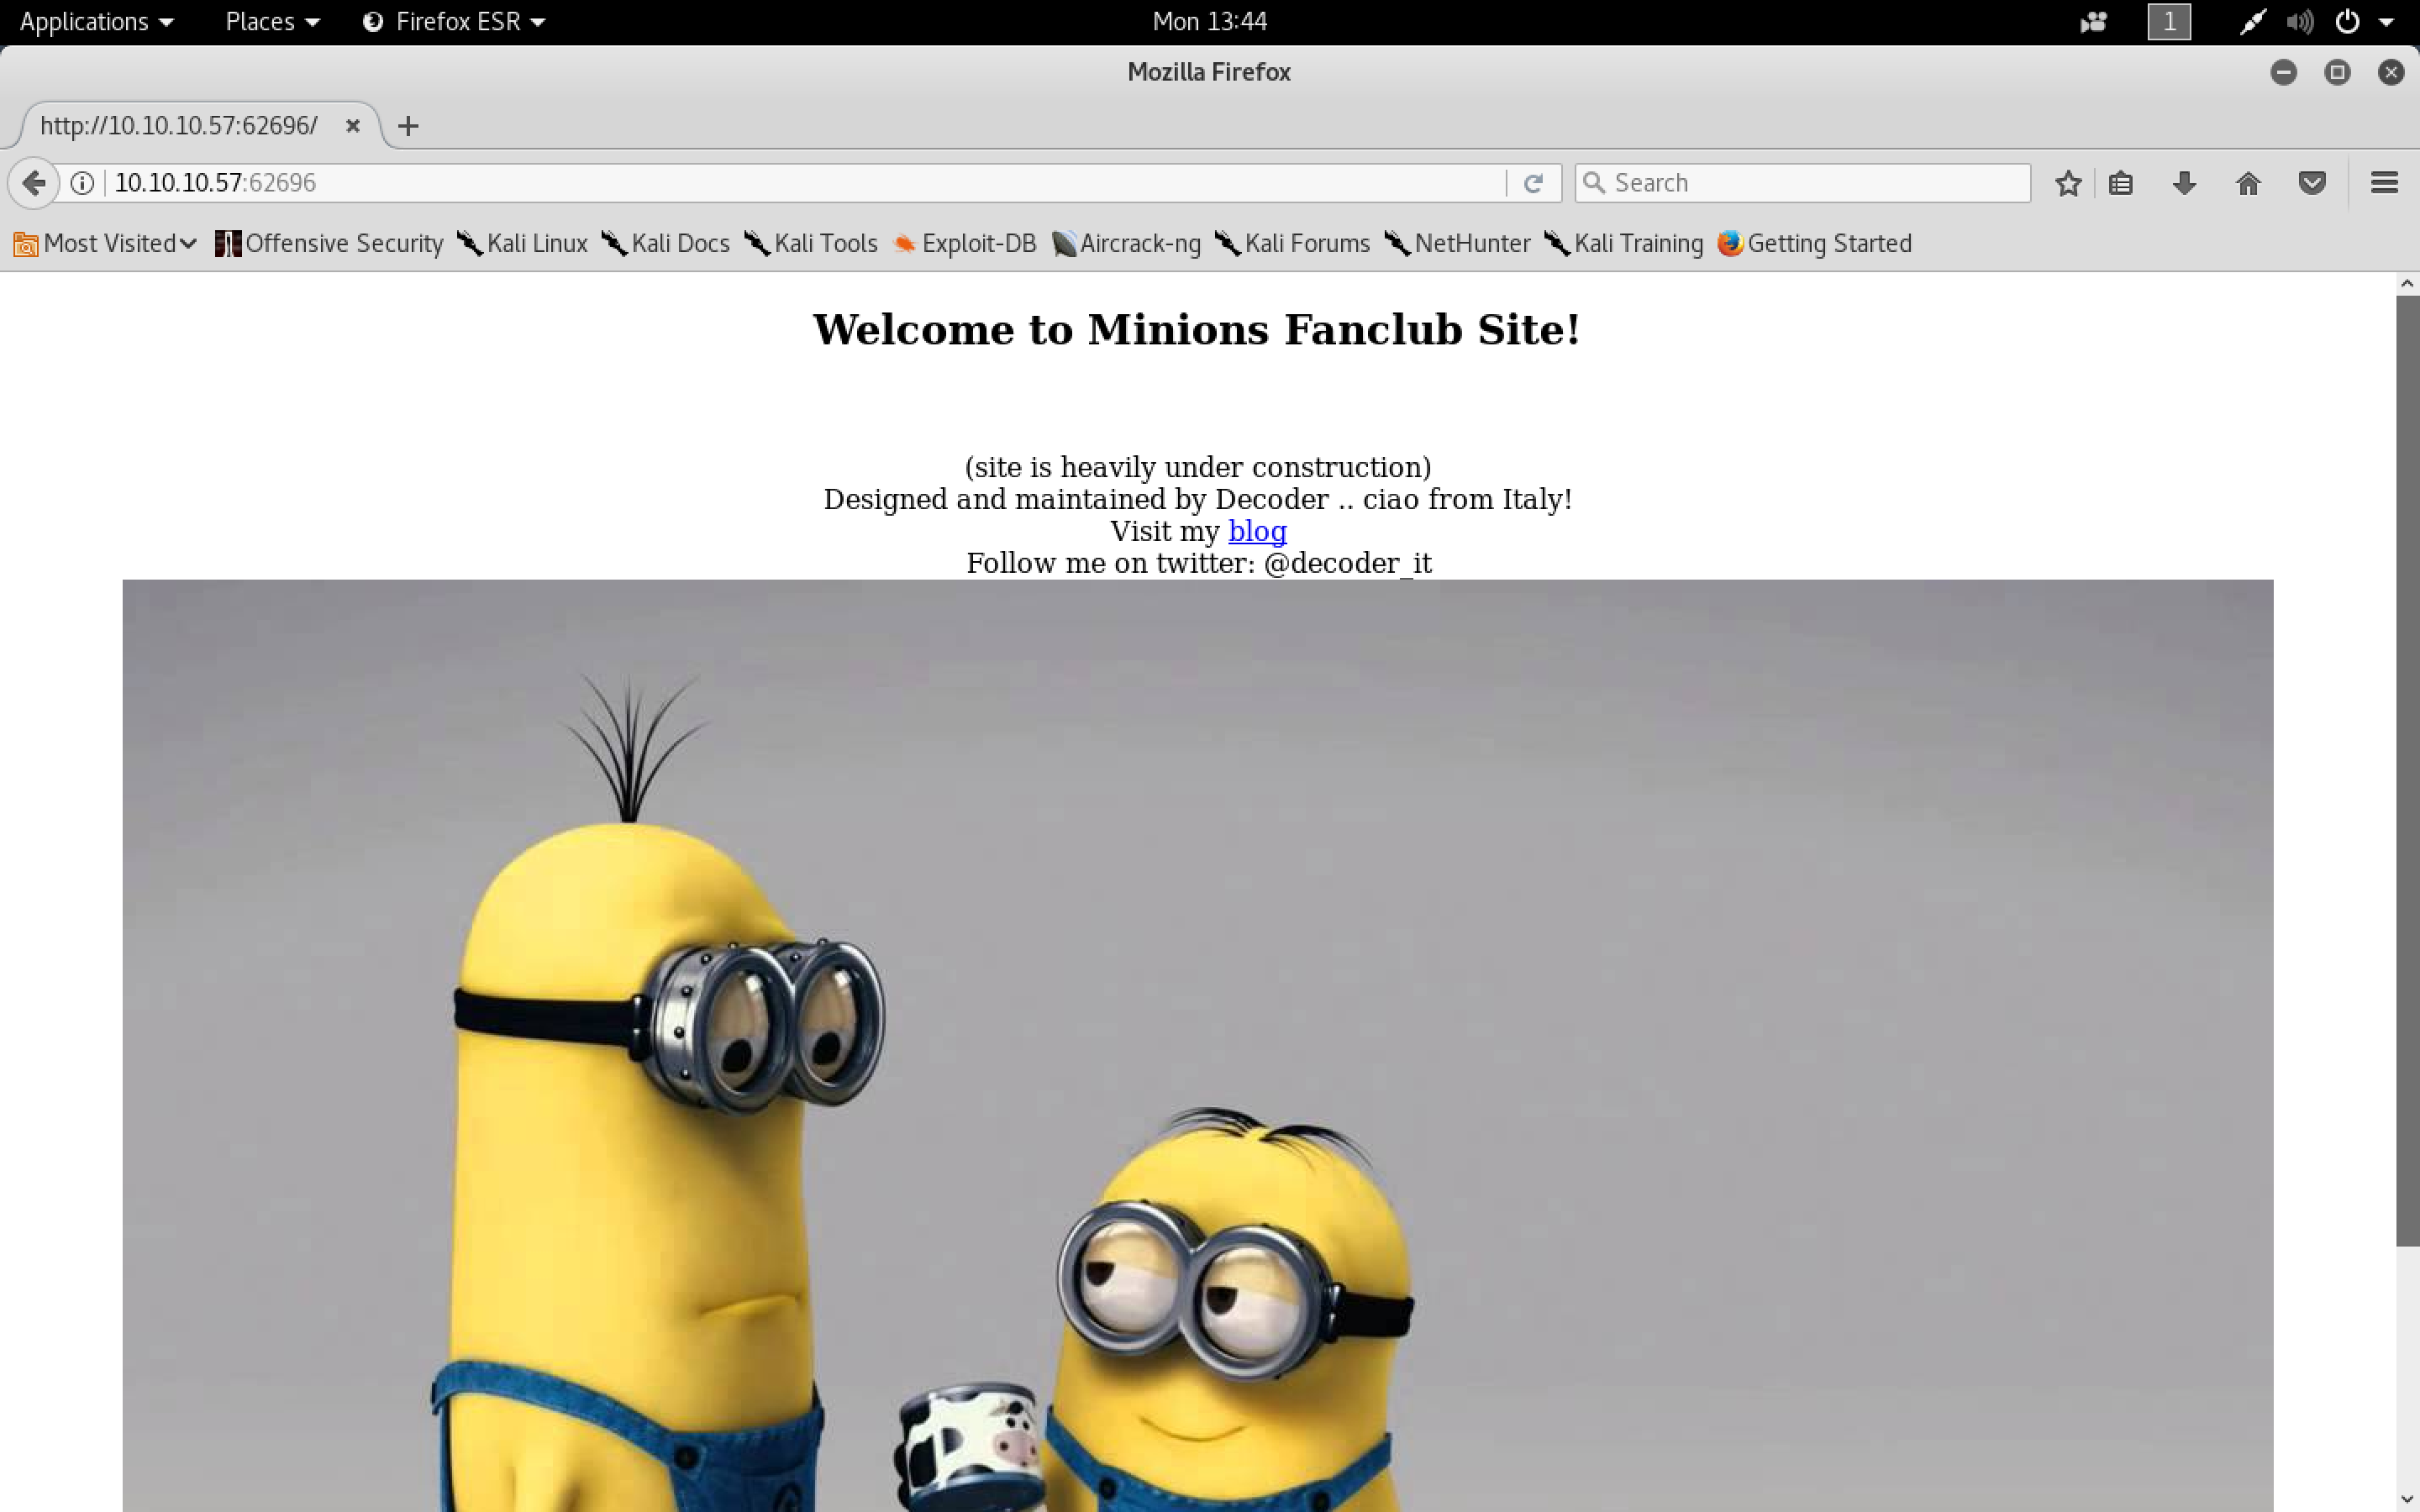 Applications Places Firefox ESR Mon 13:44 1
Mozilla Firefox
http://10.10.10.57:62696/
10.10.10.57:62696 Search
Most Visited Offensive Security Kali Linux Kali Docs Kali Tools Exploit-DB Aircrack-ng Kali Forums NetHunter Kali Training Getting Started
Welcome to Minions Fanclub Site!
(site is heavily under construction)
Designed and maintained by Decoder .. ciao from Italy!
Visit my blog
Follow me on twitter: @decoder_it